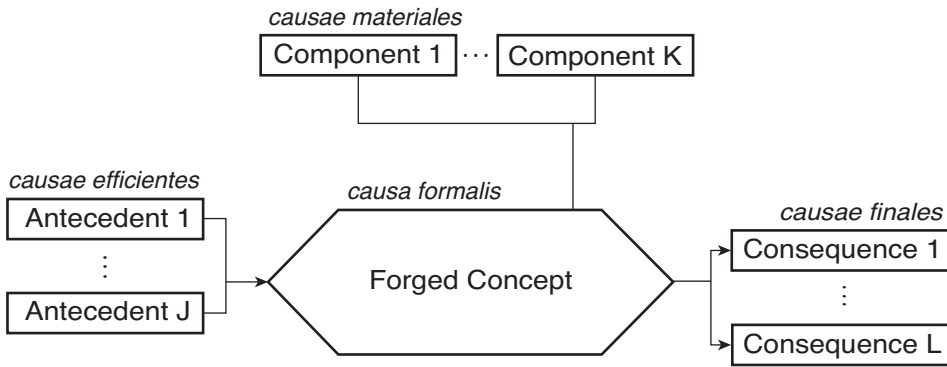 causae materiales
Component 1 ··· Component K
causae efficientes
Antecedent 1
⋮
Antecedent J
causa formalis
Forged Concept
causae finales
Consequence 1
⋮
Consequence L